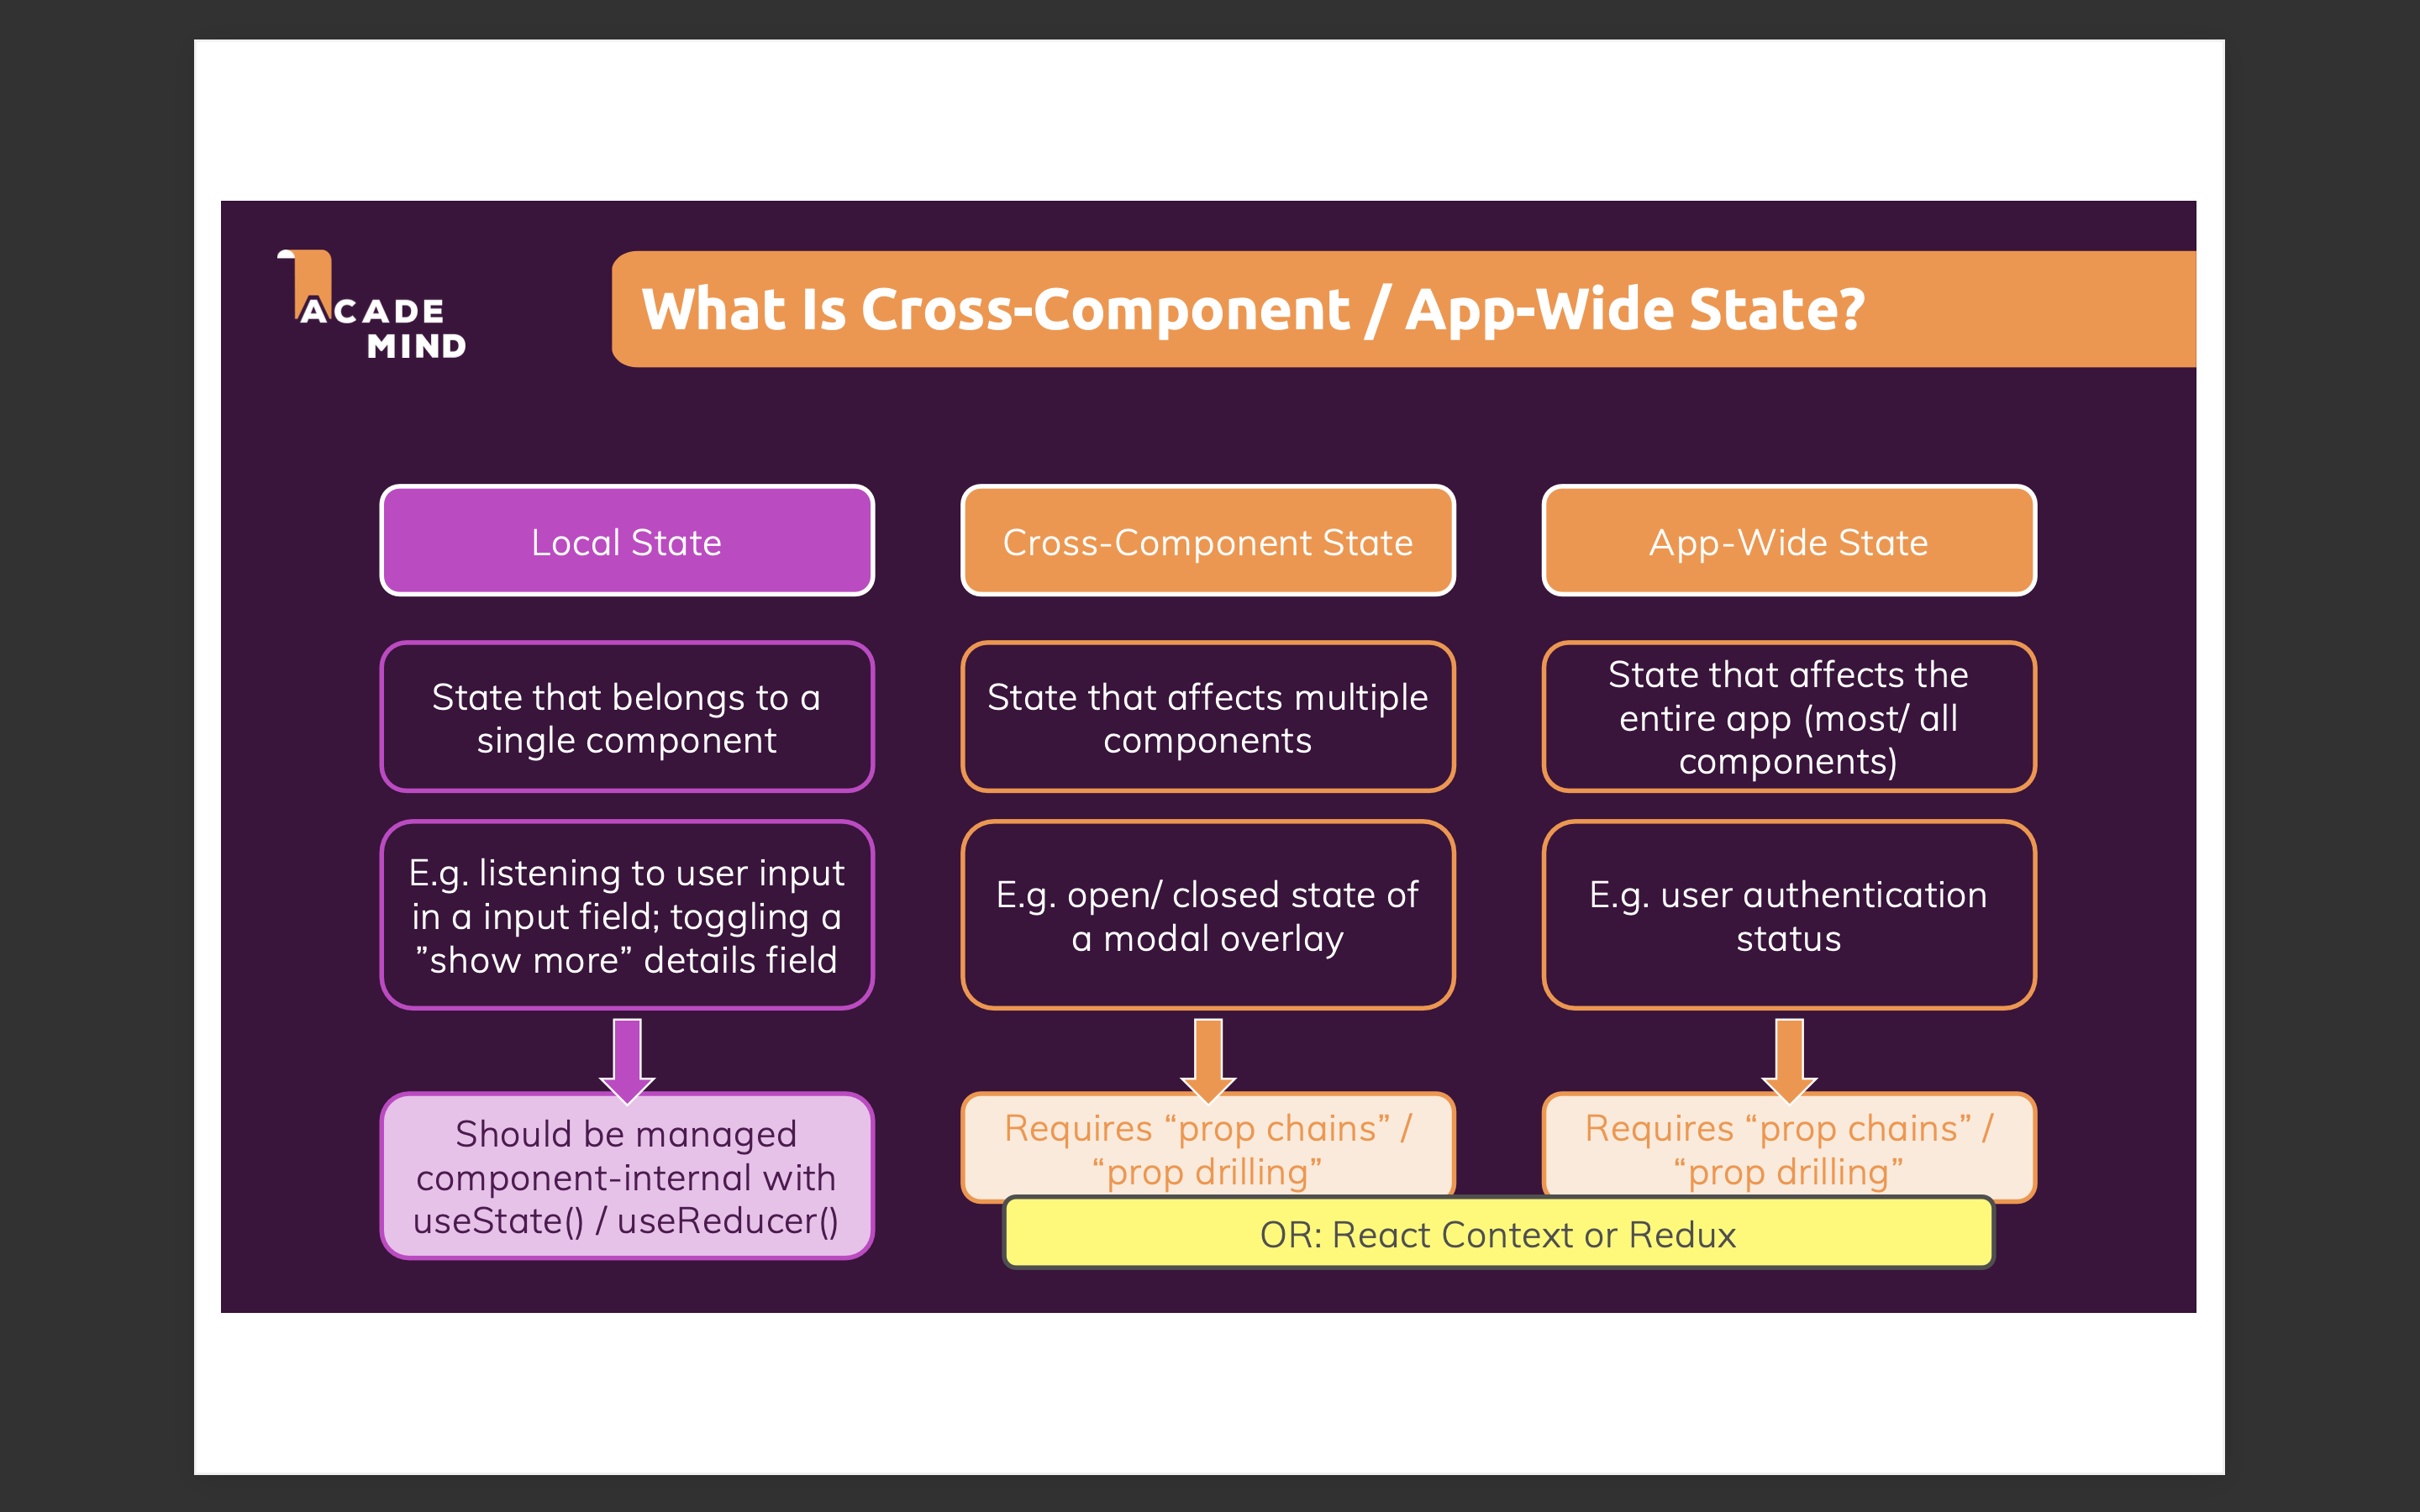 ACADE
MIND
What Is Cross-Component / App-Wide State?
Local State
State that belongs to a
single component
E.g. listening to user input
in a input field; toggling a
”show more” details field
Should be managed
component-internal with
useState() / useReducer()
Cross-Component State
State that affects multiple
components
E.g. open/ closed state of
a modal overlay
Requires “prop chains” /
“prop drilling”
App-Wide State
State that affects the
entire app (most/ all
components)
E.g. user authentication
status
Requires “prop chains” /
“prop drilling”
OR: React Context or Redux